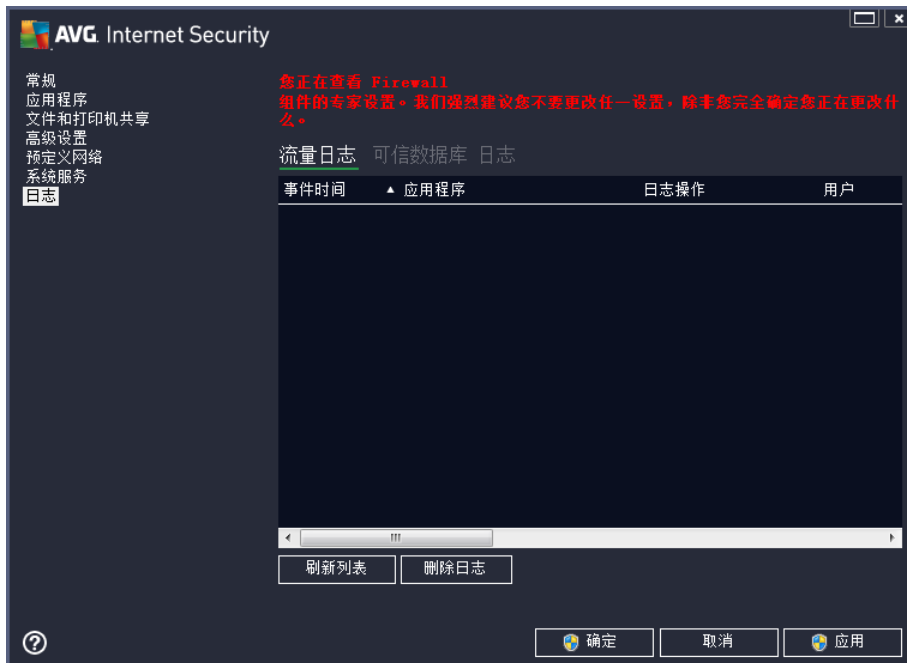 AVG. Internet Security
常规
应用程序
文件和打印机共享
高级设置
预定义网络
系统服务
日志
您正在查看 Firewall
组件的专家设置。我们强烈建议您不要更改任一设置，除非您完全确定您正在更改什
么。
流量日志 可信数据库 日志
事件时间 ▲ 应用程序 日志操作 用户
刷新列表 删除日志
确定 取消 应用